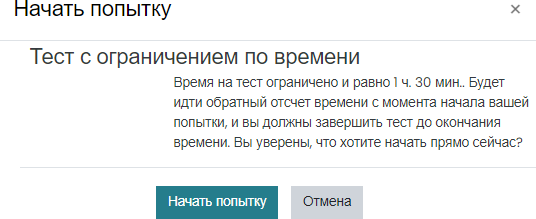 Начать попытку
×
Тест с ограничением по времени
Время на тест ограничено и равно 1 ч. 30 мин.. Будет
идти обратный отсчет времени с момента начала вашей
попытки, и вы должны завершить тест до окончания
времени. Вы уверены, что хотите начать прямо сейчас?
Начать попытку Отмена